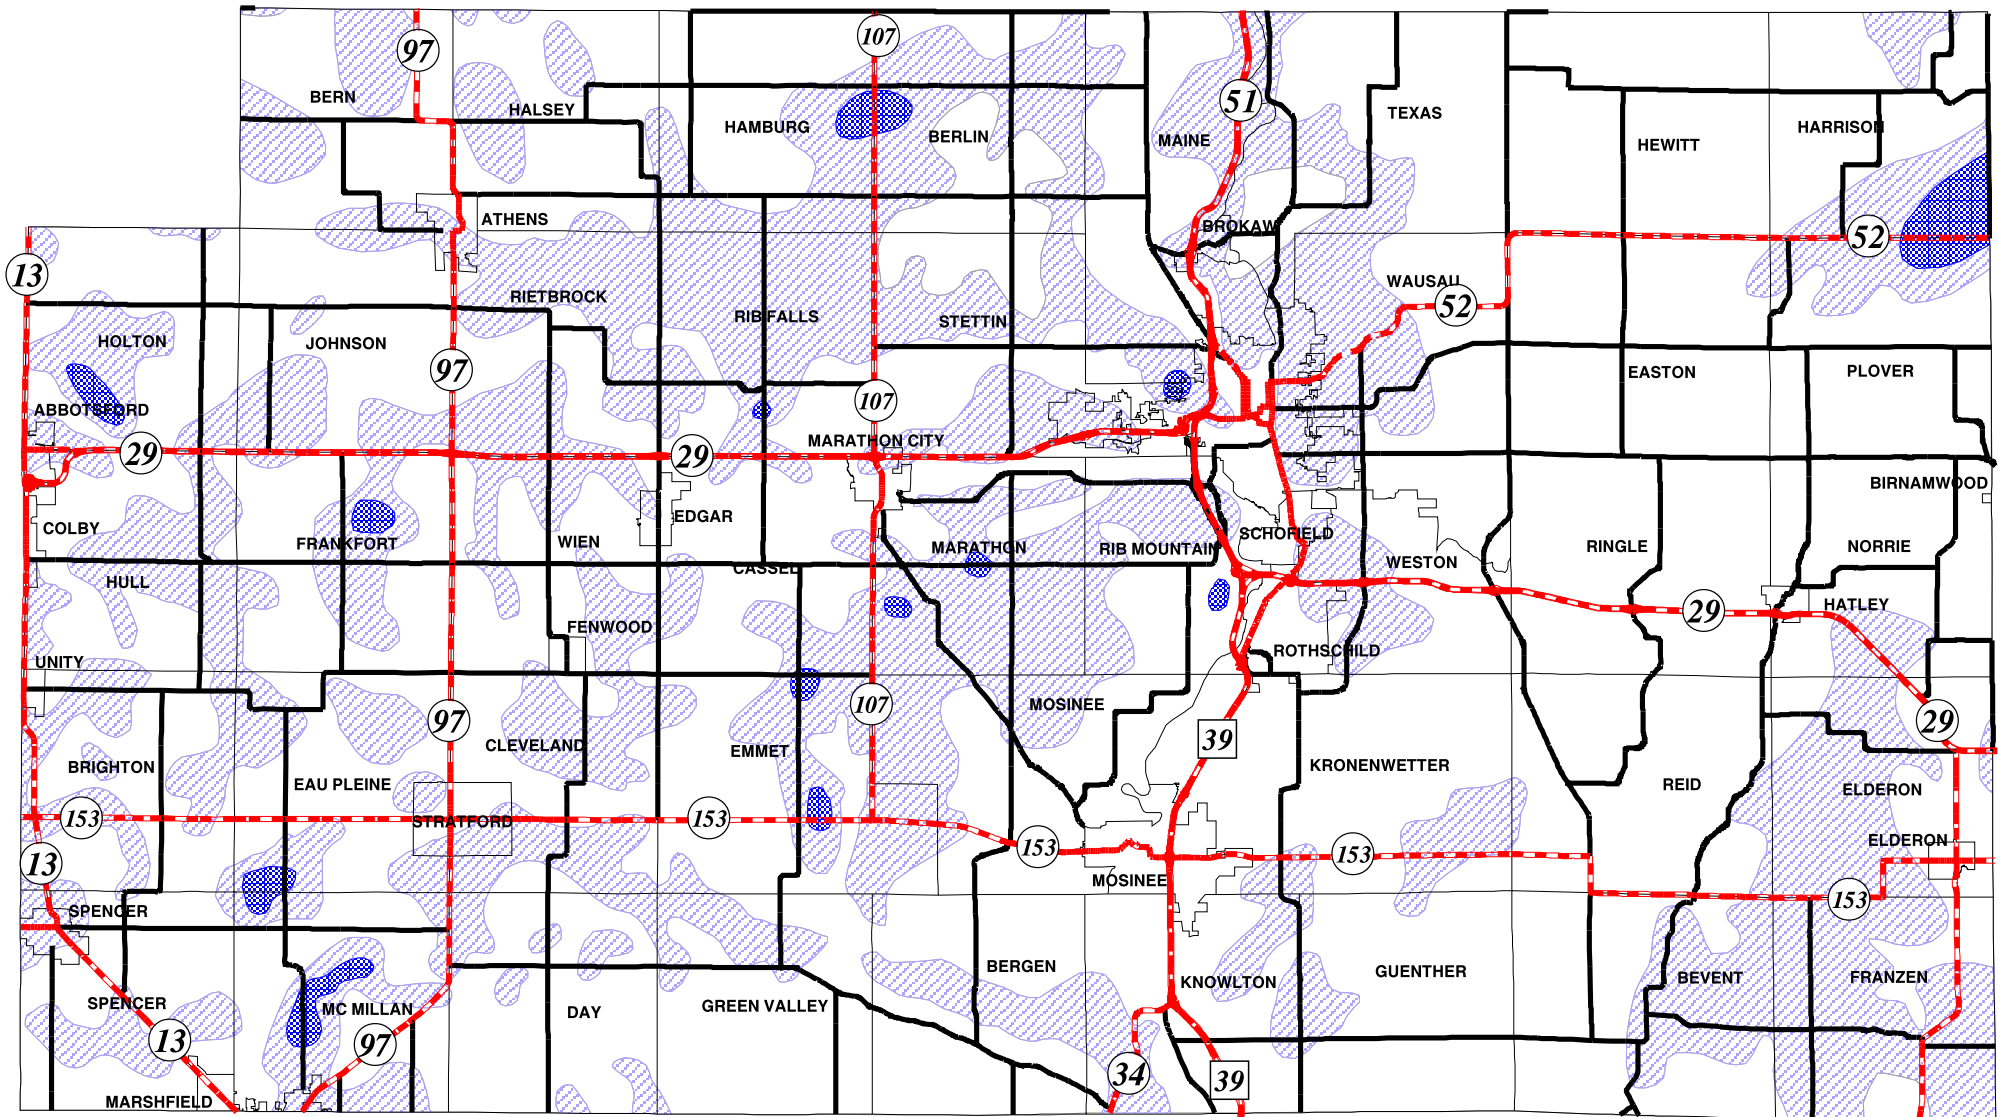 107
97
51
BERN
HALSEY
HAMBURG
BERLIN
MAINE
TEXAS
HEWITT
HARRISON
ATHENS
BROKAW
52
13
WAUSAU
52
RIETBROCK
RIB FALLS
STETTIN
HOLTON
JOHNSON
97
EASTON
PLOVER
107
ABBOTSFORD
MARATHON CITY
29
29
BIRNAMWOOD
COLBY
EDGAR
SCHOFIELD
FRANKFORT
WIEN
MARATHON
RIB MOUNTAIN
RINGLE
NORRIE
WESTON
CASSEL
HULL
29
HATLEY
FENWOOD
ROTHSCHILD
UNITY
107
MOSINEE
97
29
39
CLEVELAND
EMMET
BRIGHTON
KRONENWETTER
EAU PLEINE
REID
ELDERON
153
STRATFORD
153
153
153
ELDERON
13
MOSINEE
153
SPENCER
BERGEN
GUENTHER
BEVENT
FRANZEN
KNOWLTON
SPENCER
MC MILLAN
DAY
GREEN VALLEY
13
97
34
39
MARSHFIELD